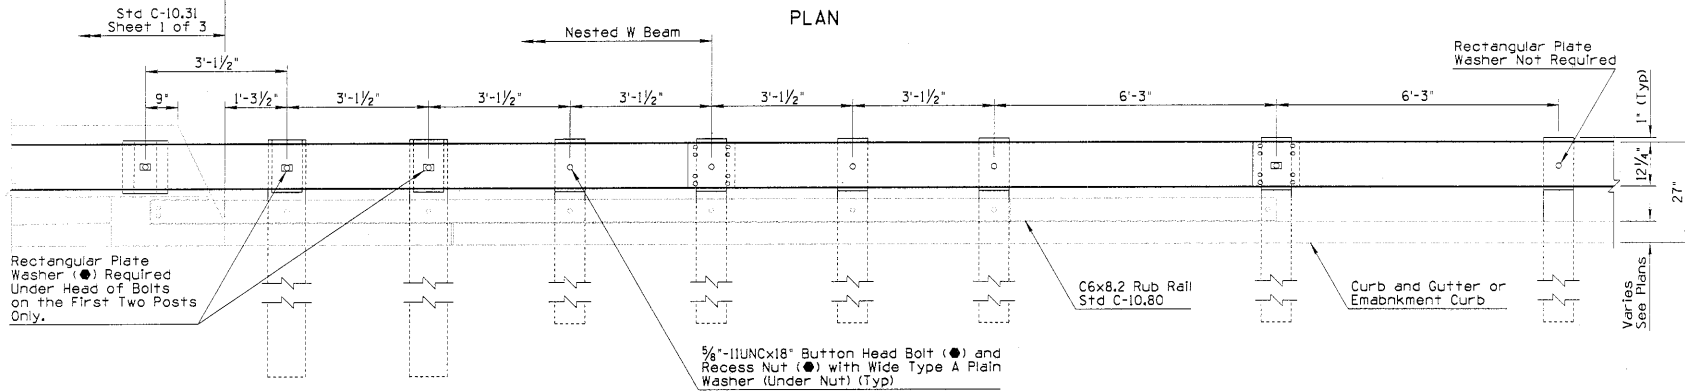 PLAN
Std C-10.31
Sheet 1 of 3
Nested W Beam
Rectangular Plate
Washer Not Required
3'-1½"
9"
1'-3½"
3'-1½"
3'-1½"
3'-1½"
3'-1½"
3'-1½"
6'-3"
6'-3"
1" (Typ)
12¼"
27"
Rectangular Plate
Washer (⬣) Required
Under Head of Bolts
on the First Two Posts
Only.
C6x8.2 Rub Rail
Std C-10.80
Curb and Gutter or
Emabnkment Curb
Varies
See Plans
⅝"-11UNCx18" Button Head Bolt (⬣) and
Recess Nut (⬣) with Wide Type A Plain
Washer (Under Nut) (Typ)